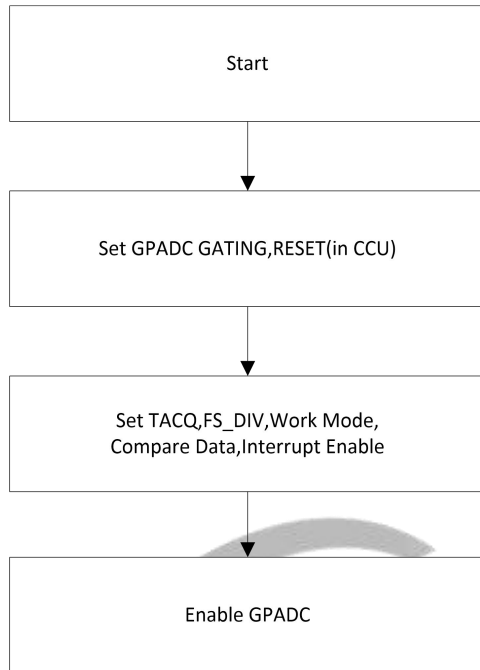 Start
Set GPADC GATING,RESET(in CCU)
Set TACQ,FS_DIV,Work Mode,
Compare Data,Interrupt Enable
Enable GPADC